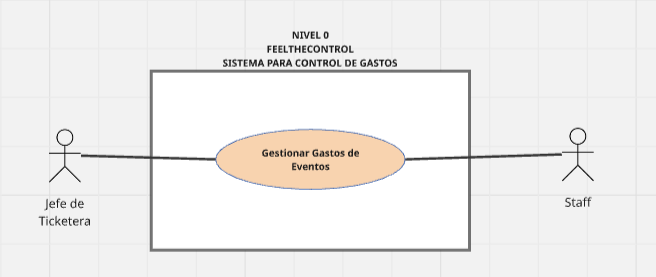 NIVEL 0
FEELTHECONTROL
SISTEMA PARA CONTROL DE GASTOS
Gestionar Gastos de
Eventos
Jefe de
Ticketera
Staff